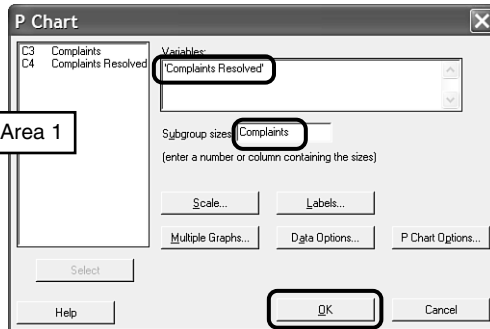 P Chart
C3 Complaints
C4 Complaints Resolved
Variables:
'Complaints Resolved'
Area 1
Subgroup sizes: Complaints
(enter a number or column containing the sizes)
Scale... Labels...
Multiple Graphs... Data Options... P Chart Options...
Select
Help OK Cancel